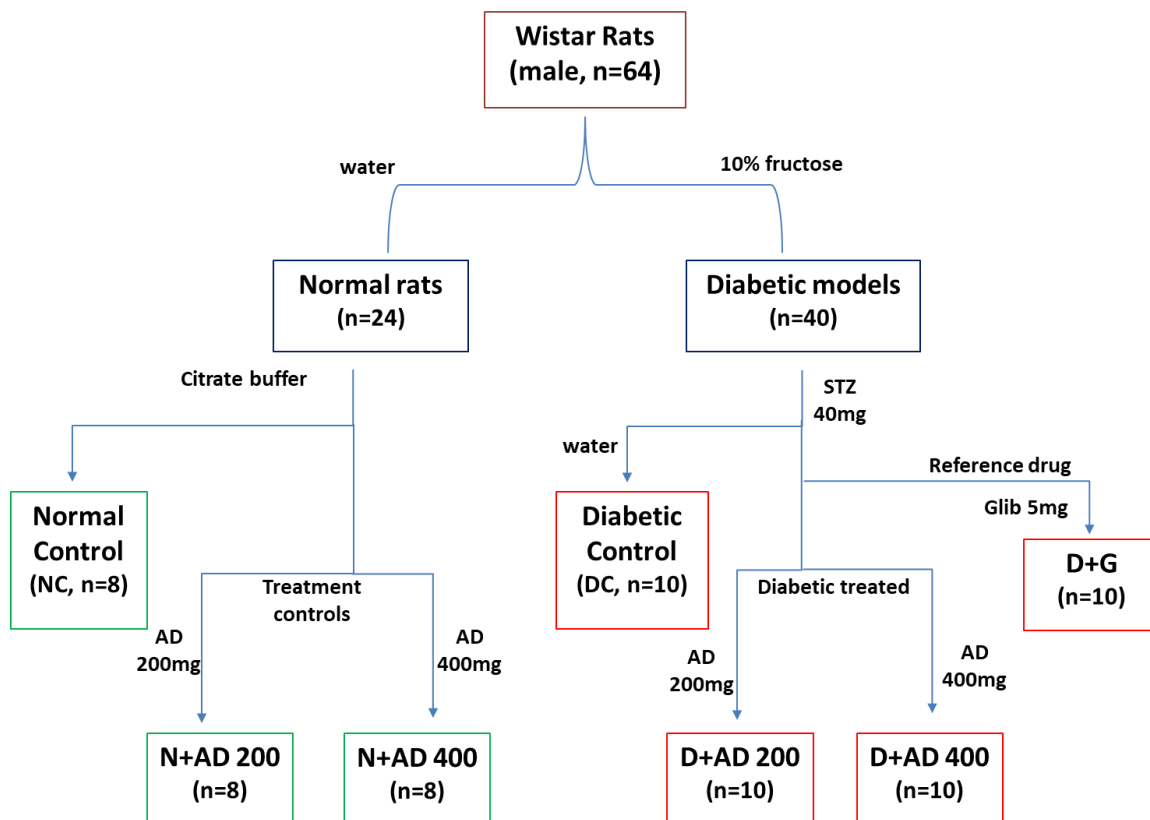 Wistar Rats
(male, n=64)
water
10% fructose
Normal rats
(n=24)
Diabetic models
(n=40)
Citrate buffer
STZ
40mg
water
Reference drug
Glib 5mg
Normal
Control
(NC, n=8)
Diabetic
Control
(DC, n=10)
D+G
(n=10)
Treatment
controls
Diabetic treated
AD
200mg
AD
400mg
AD
200mg
AD
400mg
N+AD 200
(n=8)
N+AD 400
(n=8)
D+AD 200
(n=10)
D+AD 400
(n=10)